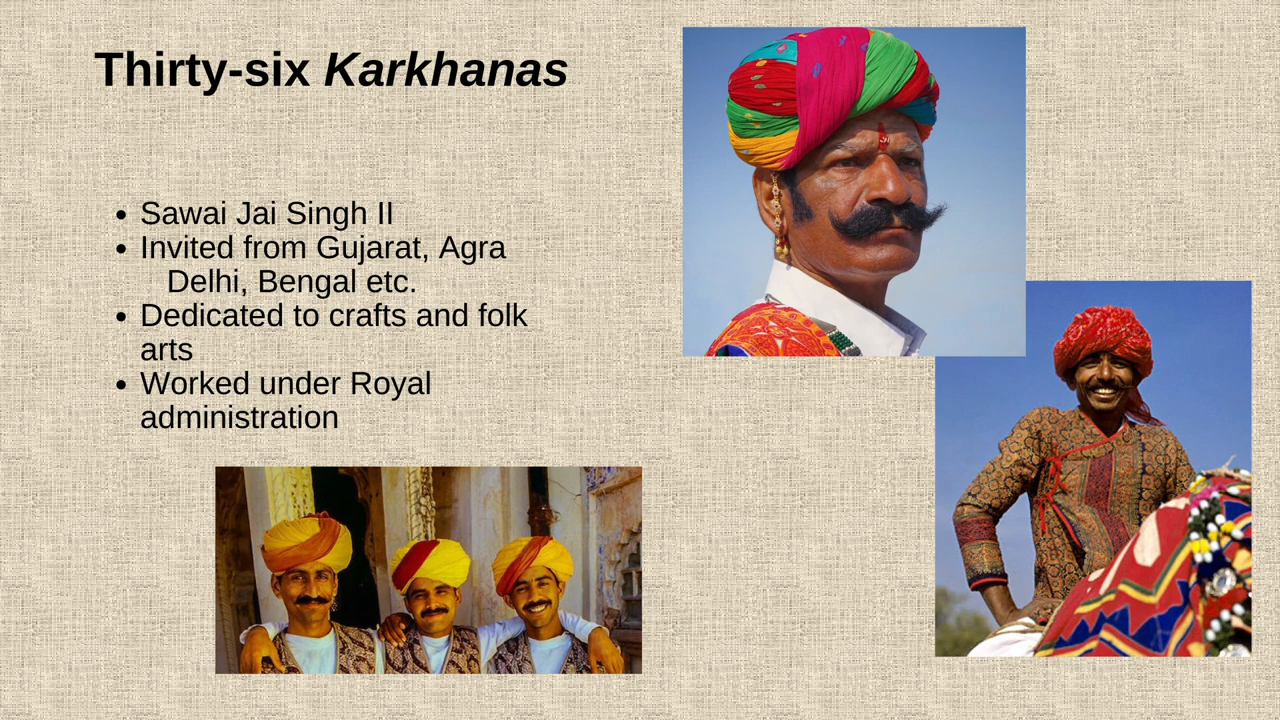 Thirty-six Karkhanas
• Sawai Jai Singh II
• Invited from Gujarat, Agra
Delhi, Bengal etc.
• Dedicated to crafts and folk
arts
• Worked under Royal
administration